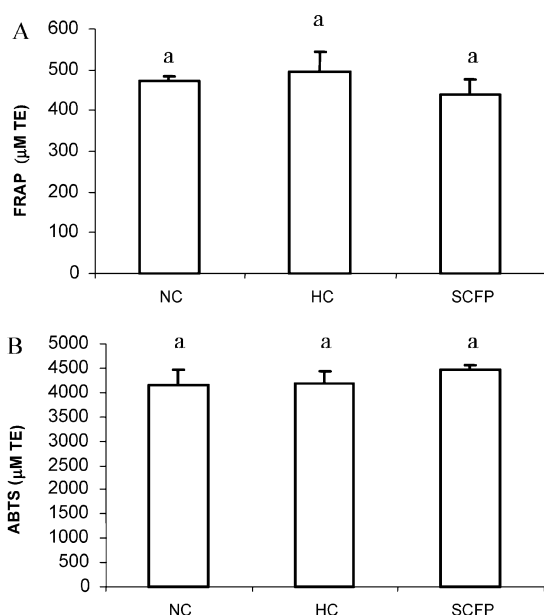 A
FRAP (µM TE)
600
500
400
300
200
100
0
a
a
a
NC
HC
SCFP
B
ABTS (µM TE)
5000
4500
4000
3500
3000
2500
2000
1500
1000
500
0
a
a
a
NC
HC
SCFP